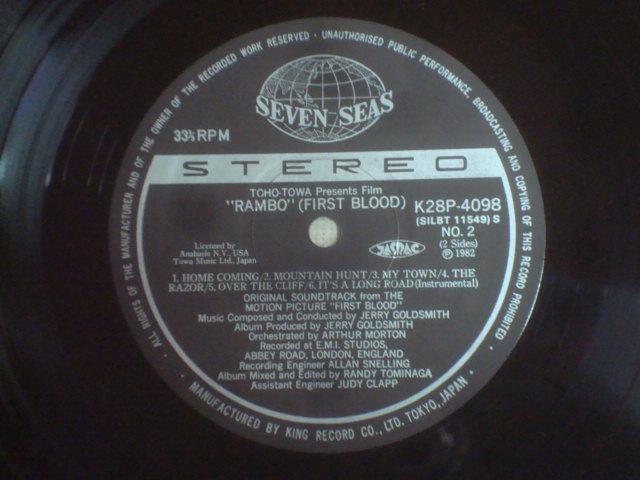 ALL RIGHTS OF THE MANUFACTURER AND OF THE OWNER OF THE RECORDED WORK RESERVED · UNAUTHORISED PUBLIC PERFORMANCE, BROADCASTING AND COPYING OF THIS RECORD PROHIBITED
SEVEN SEAS
33⅓RPM
STEREO
TOHO-TOWA Presents Film
"RAMBO" (FIRST BLOOD)
K28P-4098
(SILBT 11549) S
NO. 2
(2 Sides)
℗ 1982
Licensed by
Anabasis N.V., USA
Towa Music Ltd., Japan
JASRAC
1. HOME COMING/2. MOUNTAIN HUNT/3. MY TOWN/4. THE
RAZOR/5. OVER THE CLIFF/6. IT'S A LONG ROAD(Instrumental)
ORIGINAL SOUNDTRACK from THE
MOTION PICTURE "FIRST BLOOD"
Music Composed and Conducted by JERRY GOLDSMITH
Album Produced by JERRY GOLDSMITH
Orchestrated by ARTHUR MORTON
Recorded at E.M.I. STUDIOS,
ABBEY ROAD, LONDON, ENGLAND
Recording Engineer ALLAN SNELLING
Album Mixed and Edited by RANDY TOMINAGA
Assistant Engineer JUDY CLAPP
· MANUFACTURED BY KING RECORD CO., LTD. TOKYO, JAPAN ·